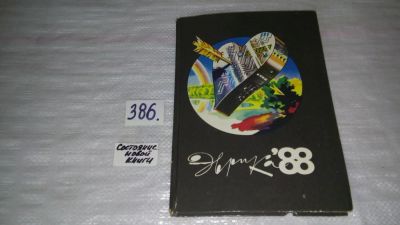 386.
Состояние
новой
книги
Эврика'88